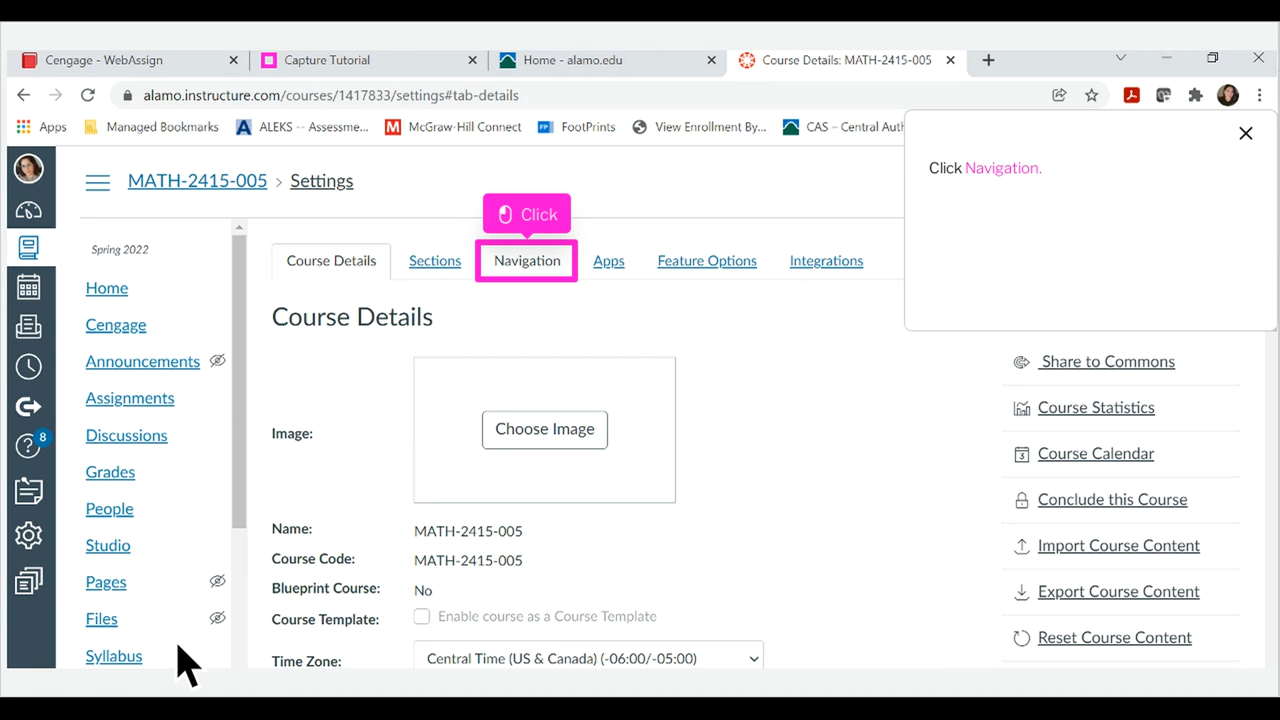 Cengage - WebAssign
Capture Tutorial
Home - alamo.edu
Course Details: MATH-2415-005
alamo.instructure.com/courses/1417833/settings#tab-details
Apps
Managed Bookmarks
ALEKS -- Assessme...
McGraw-Hill Connect
FootPrints
View Enrollment By...
CAS – Central Auth
Click Navigation.
MATH-2415-005 > Settings
Click
Spring 2022
Home
Cengage
Announcements
Assignments
Discussions
Grades
People
Studio
Pages
Files
Syllabus
8
Course Details
Sections
Navigation
Apps
Feature Options
Integrations
Course Details
Image:
Choose Image
Name: MATH-2415-005
Course Code: MATH-2415-005
Blueprint Course: No
Course Template: Enable course as a Course Template
Time Zone: Central Time (US & Canada) (-06:00/-05:00)
Share to Commons
Course Statistics
3 Course Calendar
Conclude this Course
Import Course Content
Export Course Content
Reset Course Content